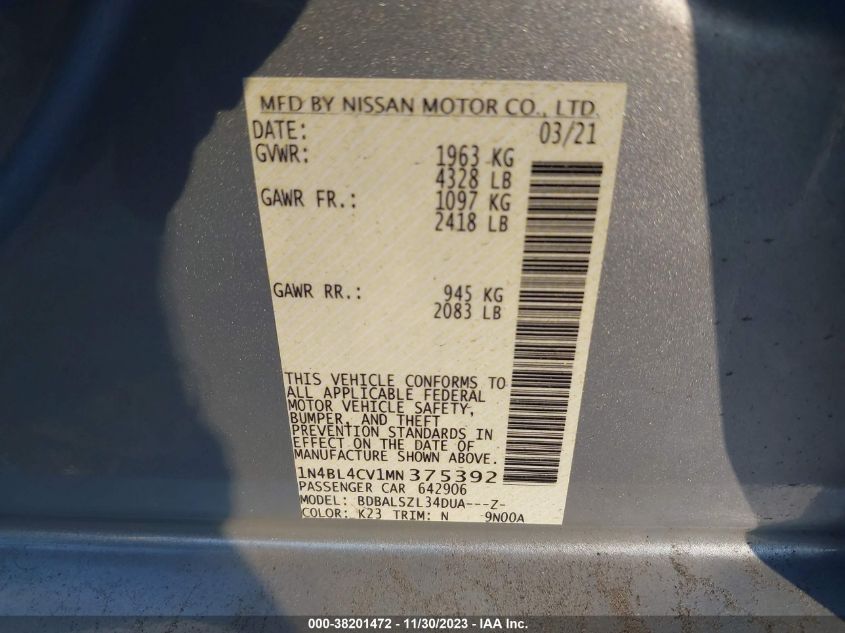 MFD BY NISSAN MOTOR CO., LTD.
DATE: 03/21
GVWR: 1963 KG
4328 LB
GAWR FR.: 1097 KG
2418 LB
GAWR RR.: 945 KG
2083 LB
THIS VEHICLE CONFORMS TO
ALL APPLICABLE FEDERAL
MOTOR VEHICLE SAFETY,
BUMPER, AND THEFT
PREVENTION STANDARDS IN
EFFECT ON THE DATE OF
MANUFACTURE SHOWN ABOVE.
1N4BL4CV1MN375392
PASSENGER CAR 642906
MODEL: BDBALSZL34DUA---Z-
COLOR: K23 TRIM: N 9N00A
000-38201472 - 11/30/2023 - IAA Inc.